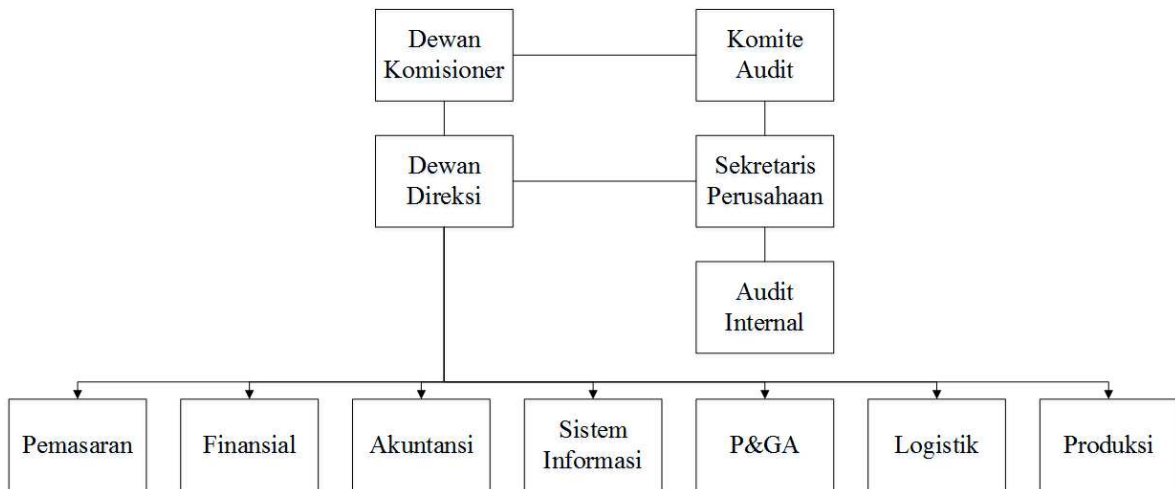 Dewan
Komisioner
Komite
Audit
Dewan
Direksi
Sekretaris
Perusahaan
Audit
Internal
Pemasaran
Finansial
Akuntansi
Sistem
Informasi
P&GA
Logistik
Produksi